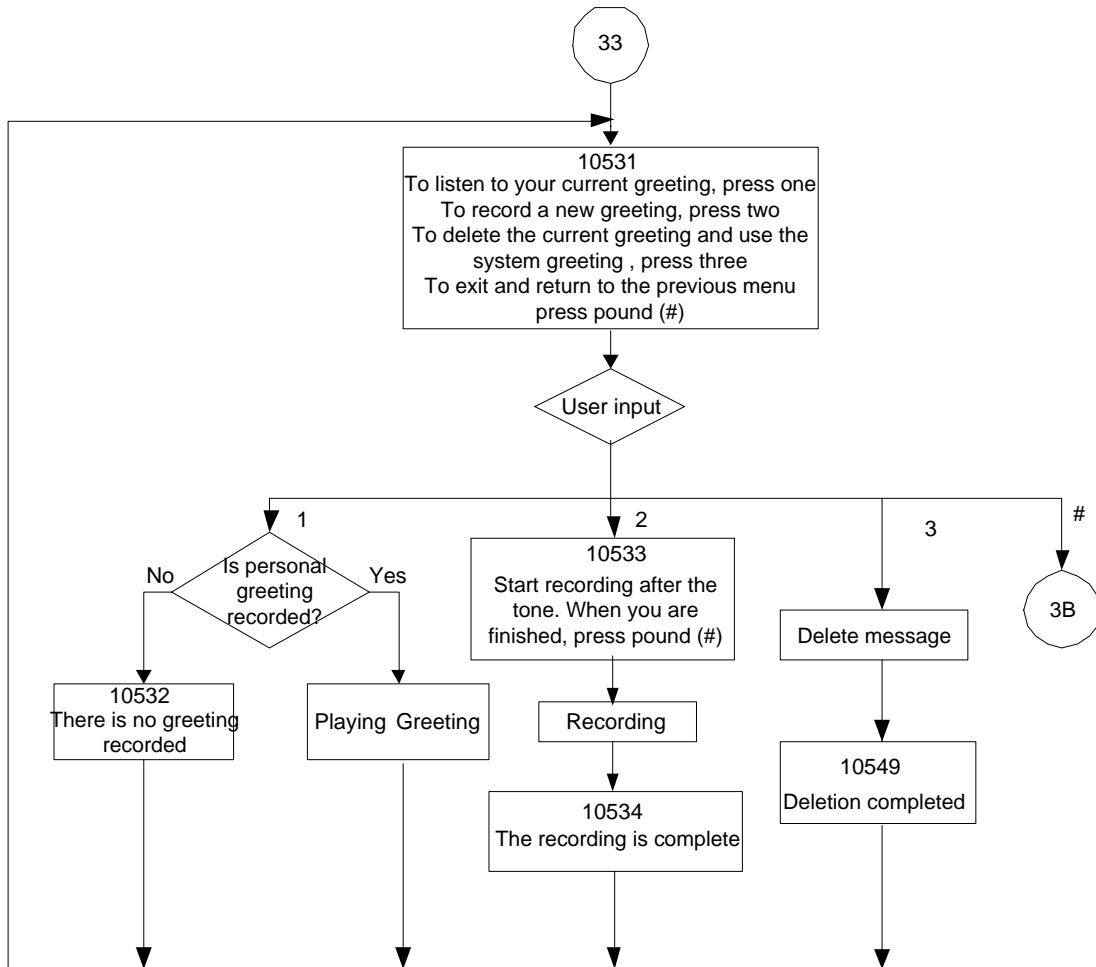 33
10531
To listen to your current greeting, press one
To record a new greeting, press two
To delete the current greeting and use the
system greeting , press three
To exit and return to the previous menu
press pound (#)
User input
1
2
3
#
Is personal
greeting
recorded?
No
Yes
10532
There is no greeting
recorded
Playing Greeting
10533
Start recording after the
tone. When you are
finished, press pound (#)
Recording
10534
The recording is complete
Delete message
10549
Deletion completed
3B